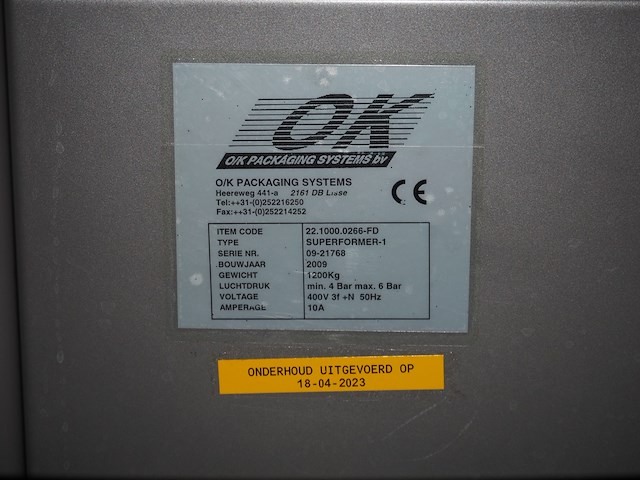 OK
O/K PACKAGING SYSTEMS bv
O/K PACKAGING SYSTEMS
Heereweg 441-a 2161 DB Lisse
Tel:++31-(0)252216250
Fax:++31-(0)252214252
CE
ITEM CODE 22.1000.0266-FD
TYPE SUPERFORMER-1
SERIE NR. 09-21768
BOUWJAAR 2009
GEWICHT 1200Kg
LUCHTDRUK min. 4 Bar max. 6 Bar
VOLTAGE 400V 3f +N 50Hz
AMPERAGE 10A
ONDERHOUD UITGEVOERD OP
18-04-2023